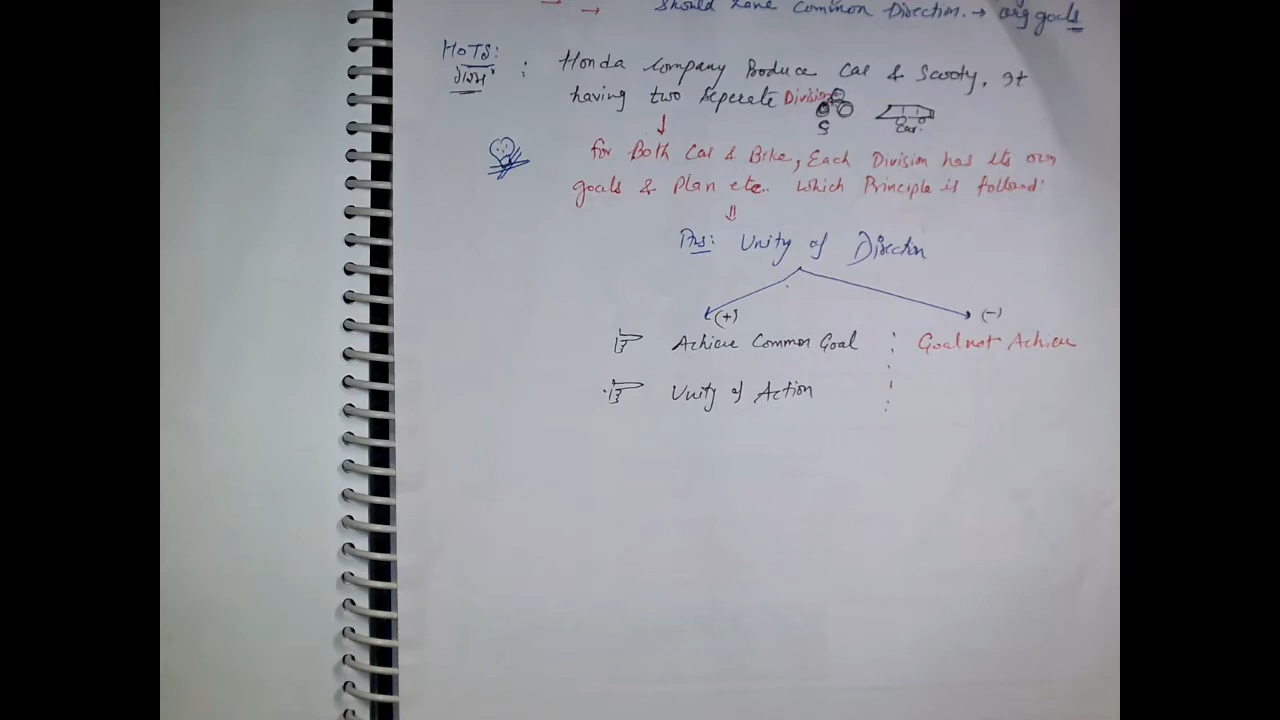 Should have Common Direction. → org goals
HOTS:
: Honda Company Produce Car & Scooty, It
having two Seperate Division
S
Car.
for Both Car & Bike, Each Division has its own
goals & Plan etc.. Which Principle is followed:
Ans: Unity of Direction
(+) (-)
Achieve Common Goal : Goal not Achieve
Unity of Action